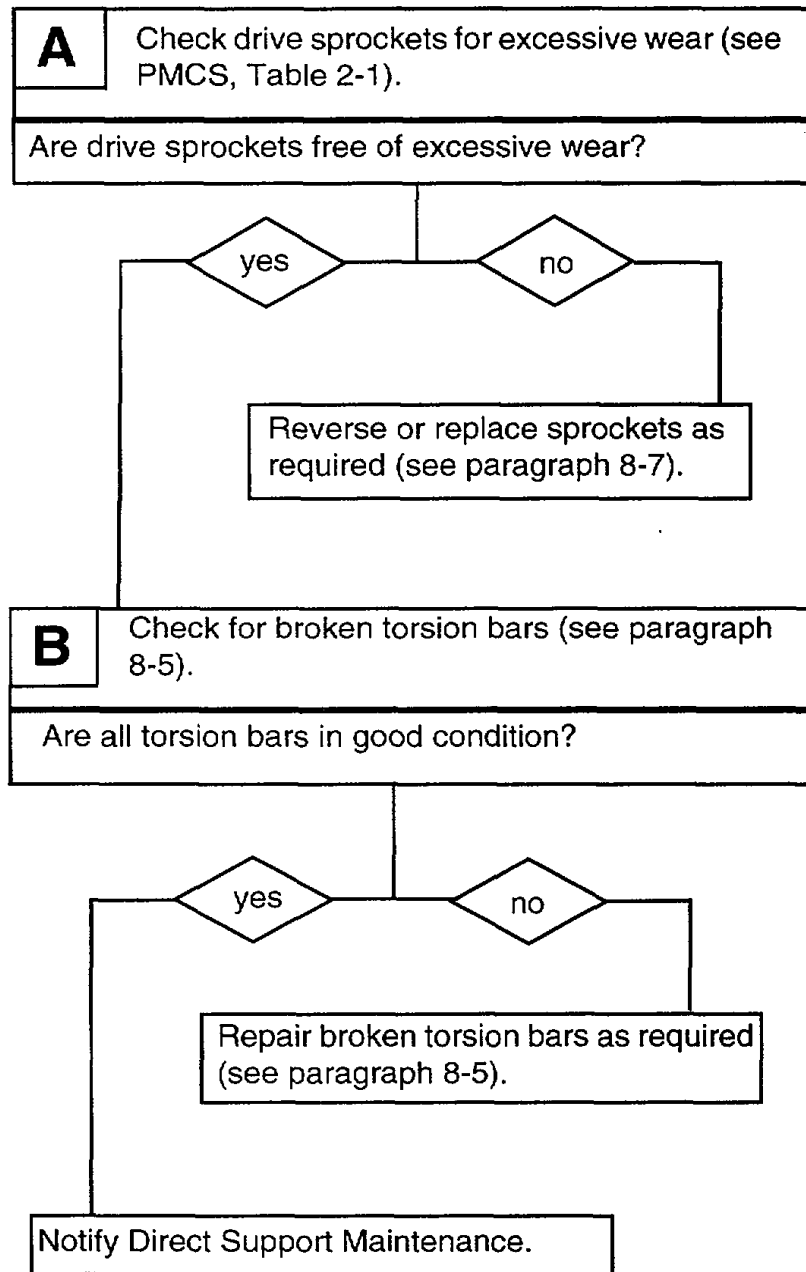 A
Check drive sprockets for excessive wear (see
PMCS, Table 2-1).
Are drive sprockets free of excessive wear?
yes
no
Reverse or replace sprockets as
required (see paragraph 8-7).
B
Check for broken torsion bars (see paragraph
8-5).
Are all torsion bars in good condition?
yes
no
Repair broken torsion bars as required
(see paragraph 8-5).
Notify Direct Support Maintenance.